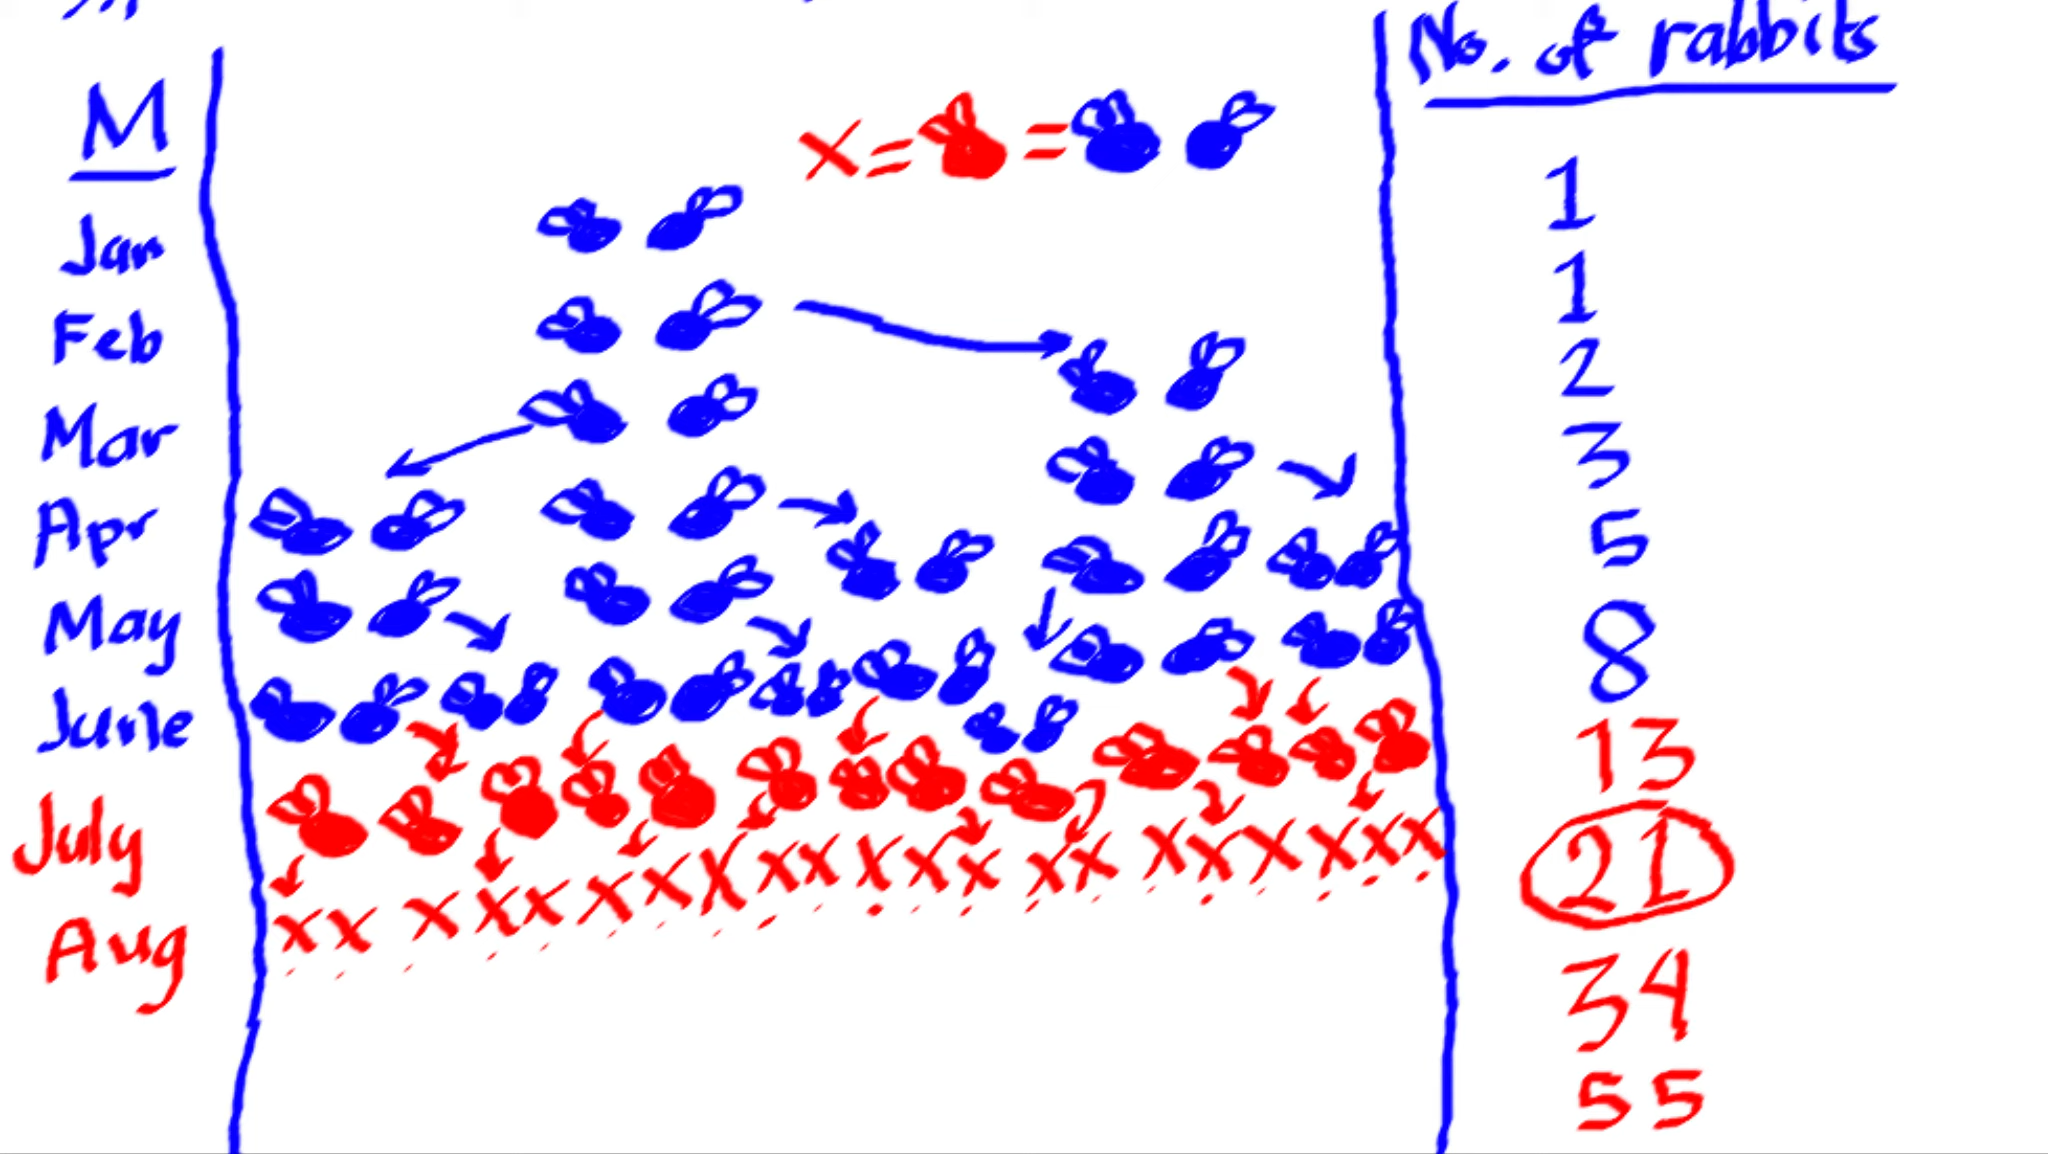 No. of rabbits
M
X = =
1
Jan
1
Feb
2
Mar
3
Apr
5
May
8
June
13
July
21
X X X X X X X X X X X X X X X X X X X X X
Aug
34
55